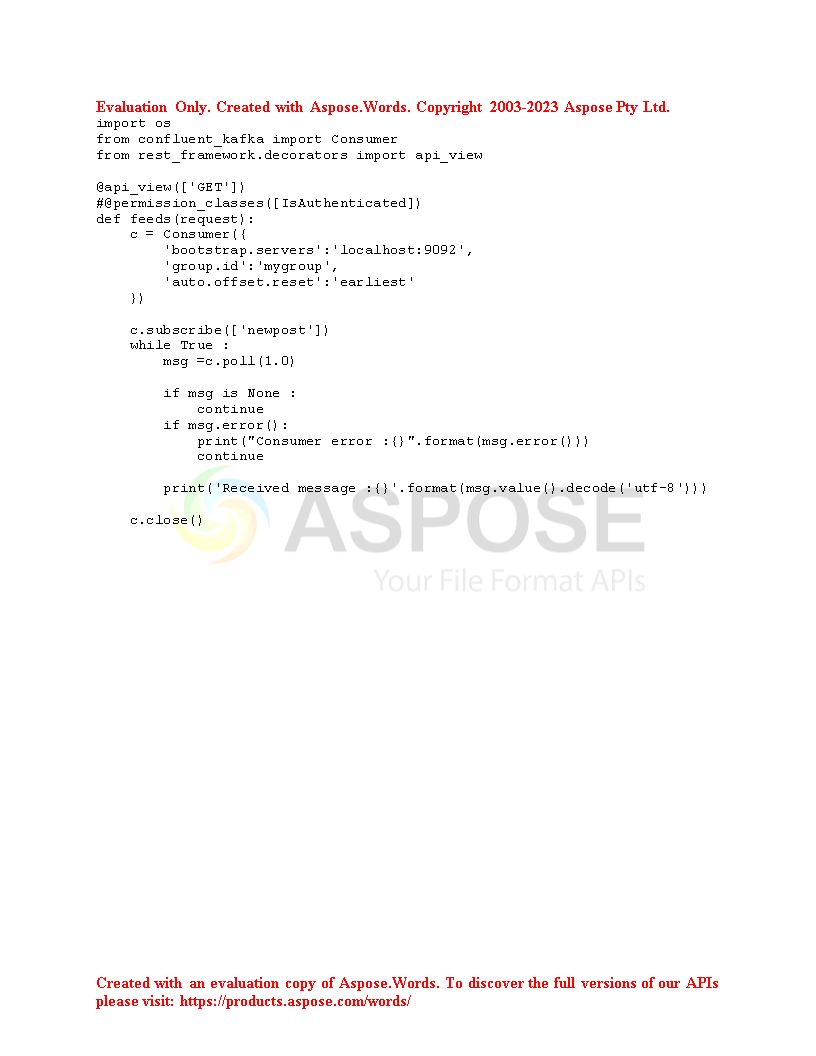 Evaluation Only. Created with Aspose.Words. Copyright 2003-2023 Aspose Pty Ltd.
import os
from confluent_kafka import Consumer
from rest_framework.decorators import api_view

@api_view(['GET'])
#@permission_classes([IsAuthenticated])
def feeds(request):
    c = Consumer({
        'bootstrap.servers':'localhost:9092',
        'group.id':'mygroup',
        'auto.offset.reset':'earliest'
    })

    c.subscribe(['newpost'])
    while True :
        msg =c.poll(1.0)

        if msg is None :
            continue
        if msg.error():
            print("Consumer error :{}".format(msg.error()))
            continue

        print('Received message :{}'.format(msg.value().decode('utf-8')))

    c.close()
ASPOSE
Your File Format APIs
Created with an evaluation copy of Aspose.Words. To discover the full versions of our APIs
please visit: https://products.aspose.com/words/